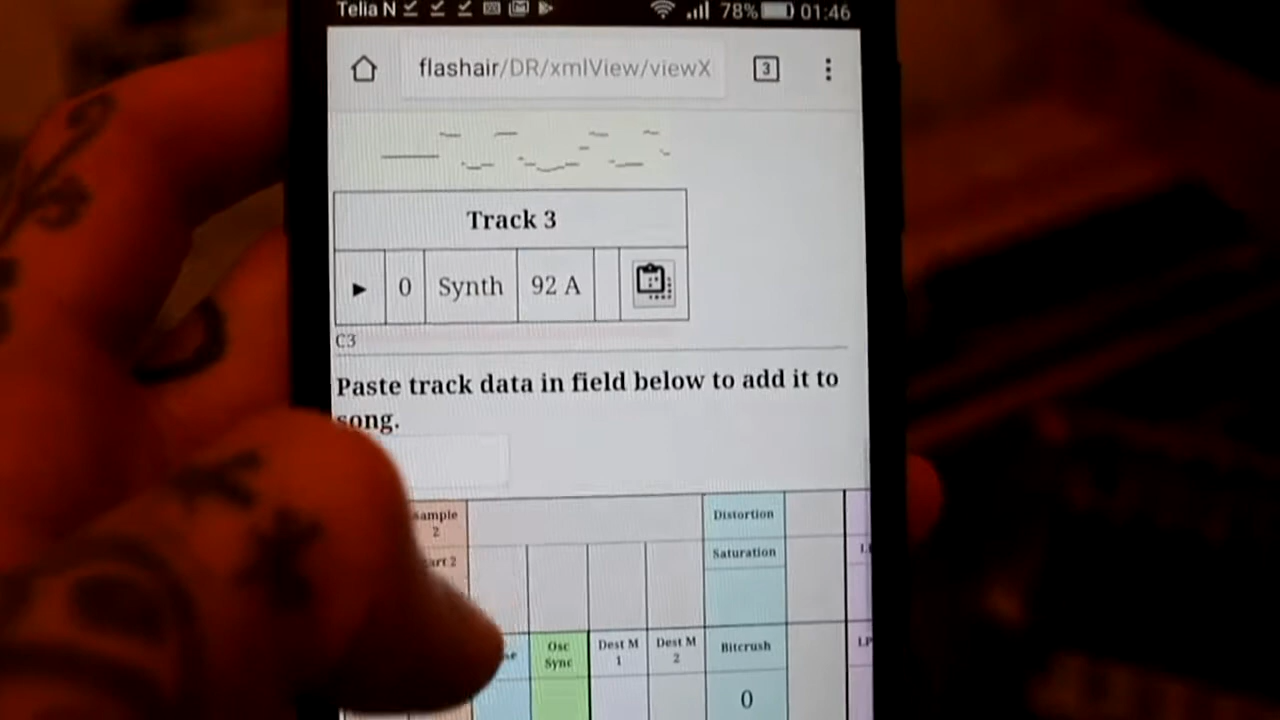 Telia N 78% 01:46
flashair/DR/xmlView/viewX 3
Track 3
0 Synth 92 A
C3
Paste track data in field below to add it to
song.
Distortion
2
Saturation
Osc
Sync
Dest M
1
Dest M
2
Bitcrush
0